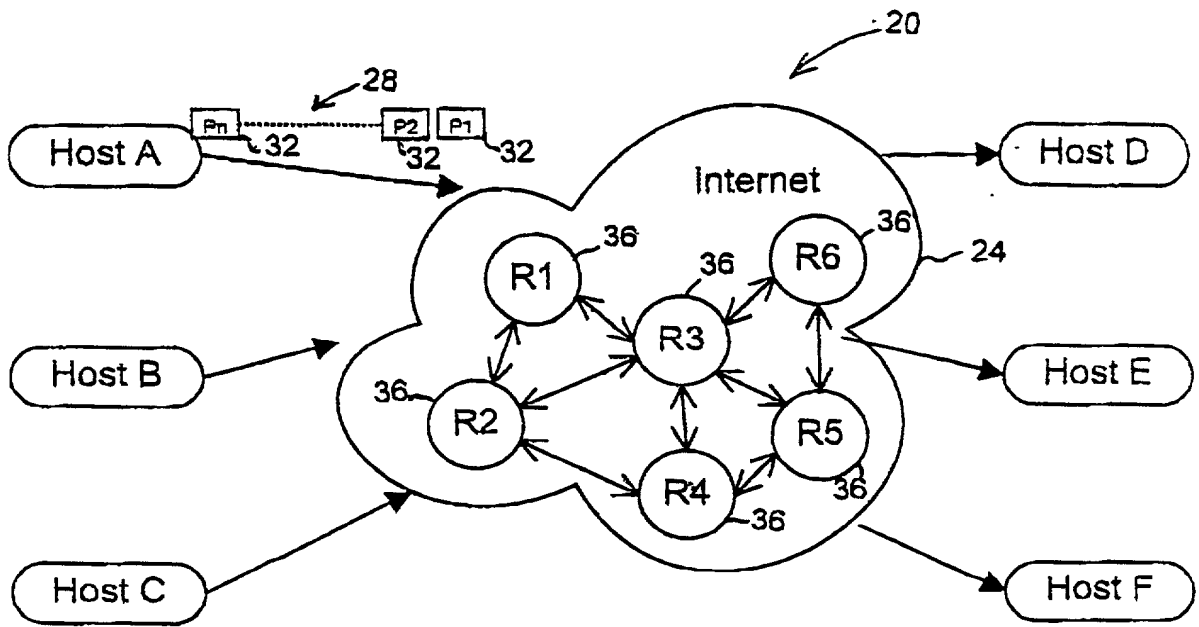 20
28
Pn
P2
P1
32
32
32
Host A
Host D
Internet
36
R1
36
R6
36
R3
24
Host B
Host E
36
R2
R5
36
R4
36
Host C
Host F